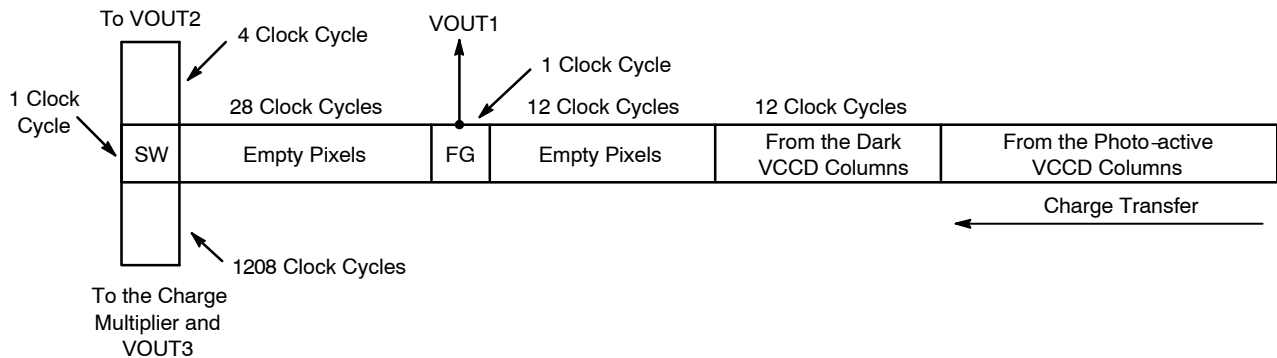 To VOUT2
4 Clock Cycle
VOUT1
1 Clock Cycle
1 Clock
Cycle
28 Clock Cycles
12 Clock Cycles
12 Clock Cycles
SW
Empty Pixels
FG
Empty Pixels
From the Dark
VCCD Columns
From the Photo-active
VCCD Columns
Charge Transfer
1208 Clock Cycles
To the Charge
Multiplier and
VOUT3